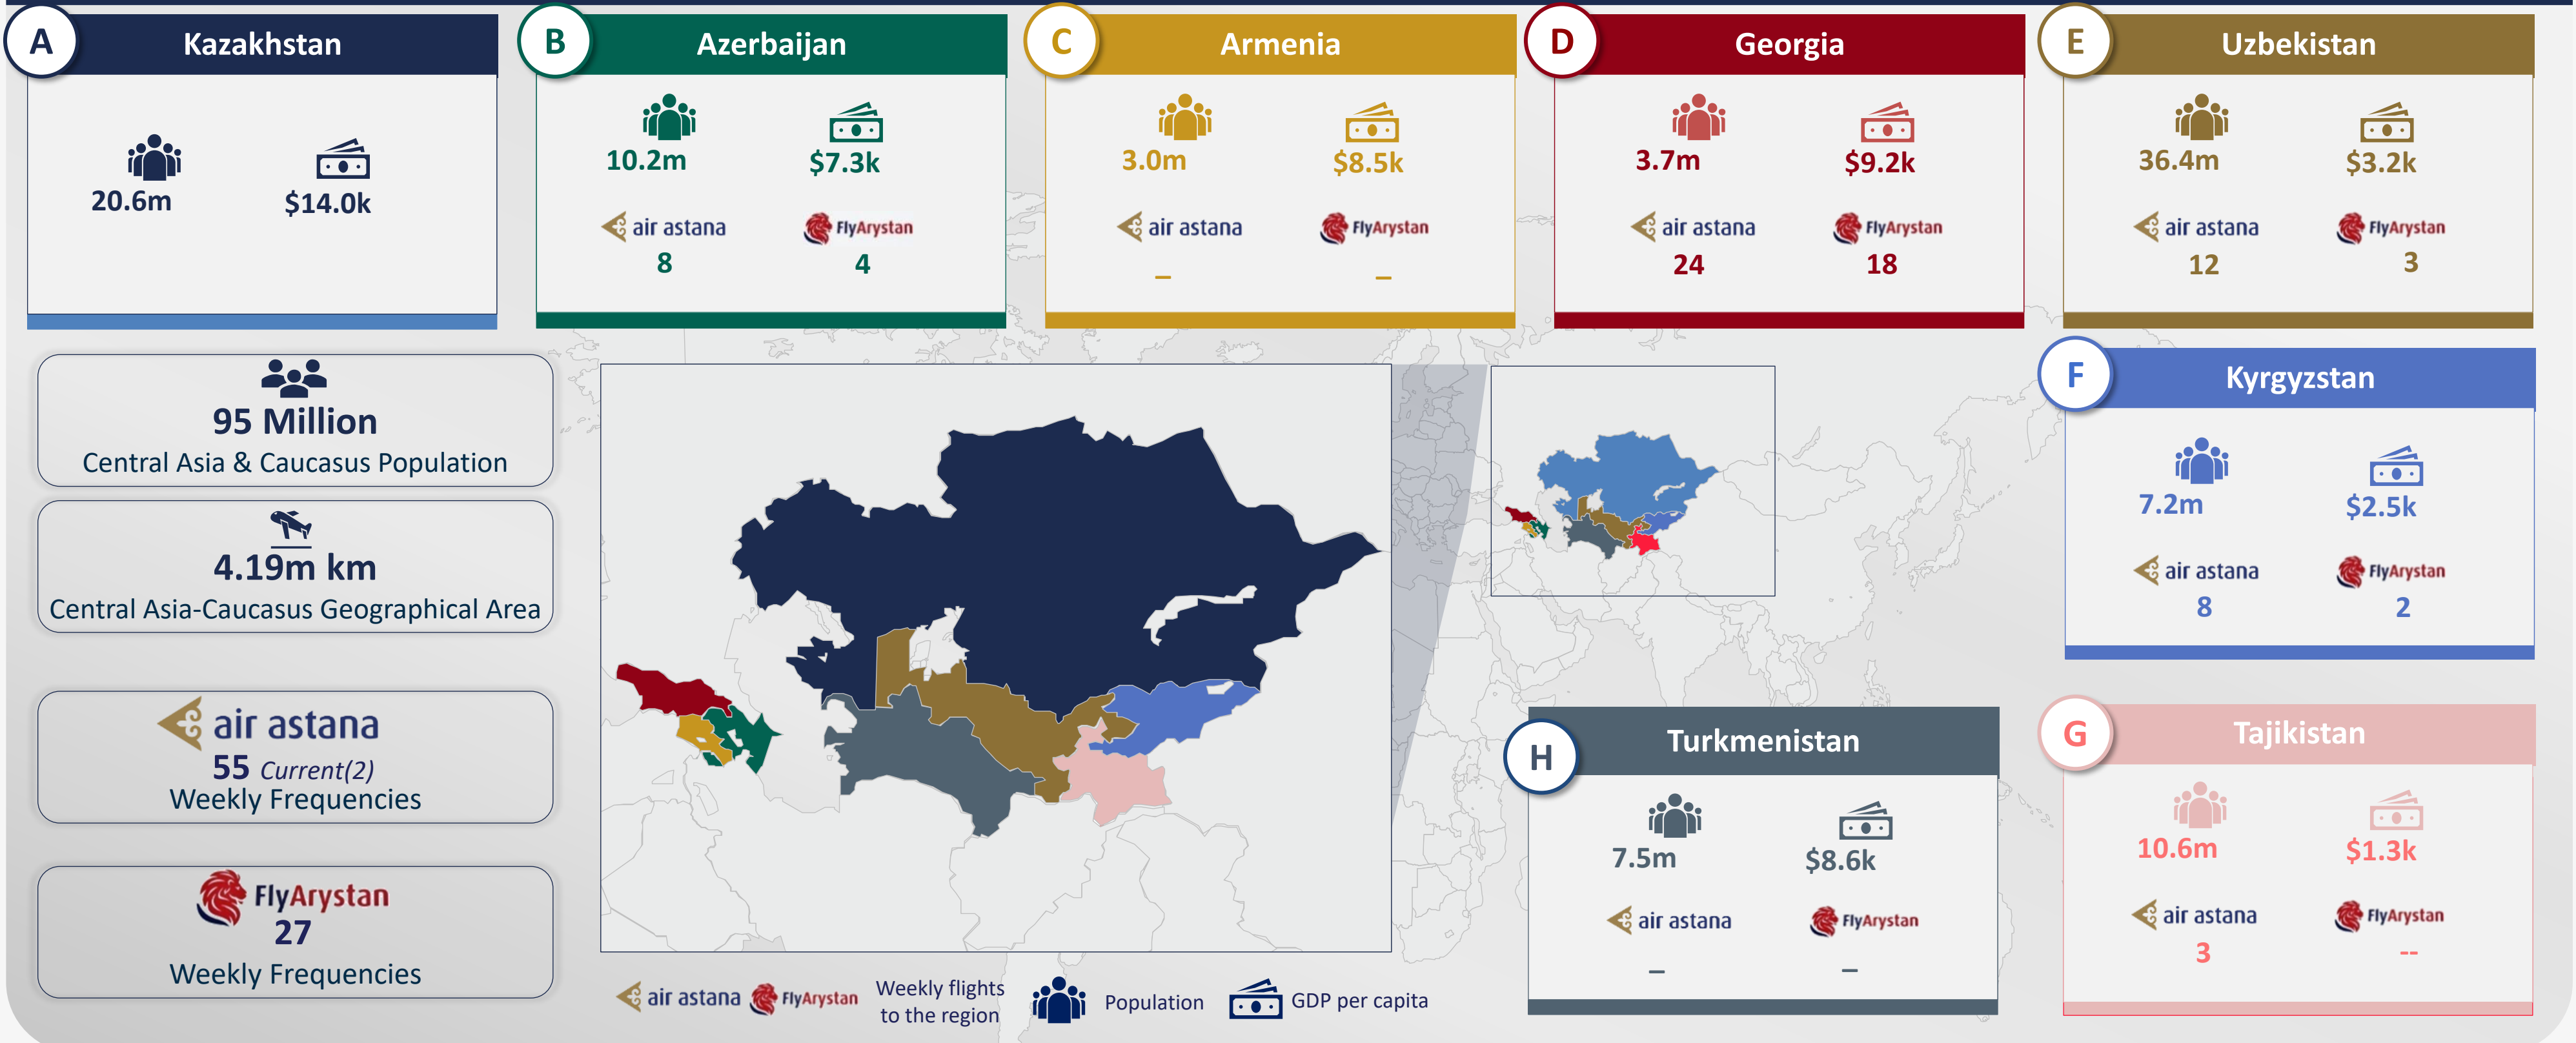 A
Kazakhstan
20.6m
$14.0k
B
Azerbaijan
10.2m
$7.3k
air astana
FlyArystan
8
4
C
Armenia
3.0m
$8.5k
air astana
FlyArystan
–
–
D
Georgia
3.7m
$9.2k
air astana
FlyArystan
24
18
E
Uzbekistan
36.4m
$3.2k
air astana
FlyArystan
12
3
95 Million
Central Asia & Caucasus Population
4.19m km
Central Asia-Caucasus Geographical Area
air astana
55 Current(2)
Weekly Frequencies
FlyArystan
27
Weekly Frequencies
F
Kyrgyzstan
7.2m
$2.5k
air astana
FlyArystan
8
2
H
Turkmenistan
7.5m
$8.6k
air astana
FlyArystan
–
–
G
Tajikistan
10.6m
$1.3k
air astana
FlyArystan
3
--
air astana
FlyArystan
Weekly flights
to the region
Population
GDP per capita